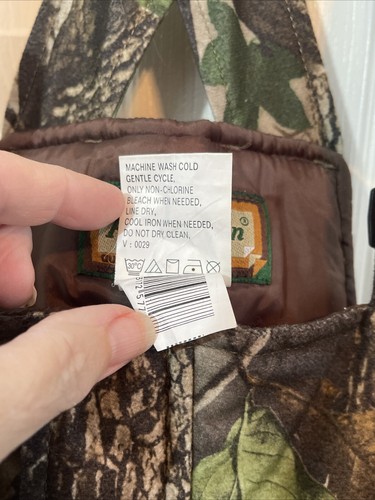 MACHINE WASH COLD
GENTLE CYCLE,
ONLY NON-CHLORINE
BLEACH WHEN NEEDED,
LINE DRY,
COOL IRON WHEN NEEDED,
DO NOT DRY CLEAN.
V : 0029
30°C